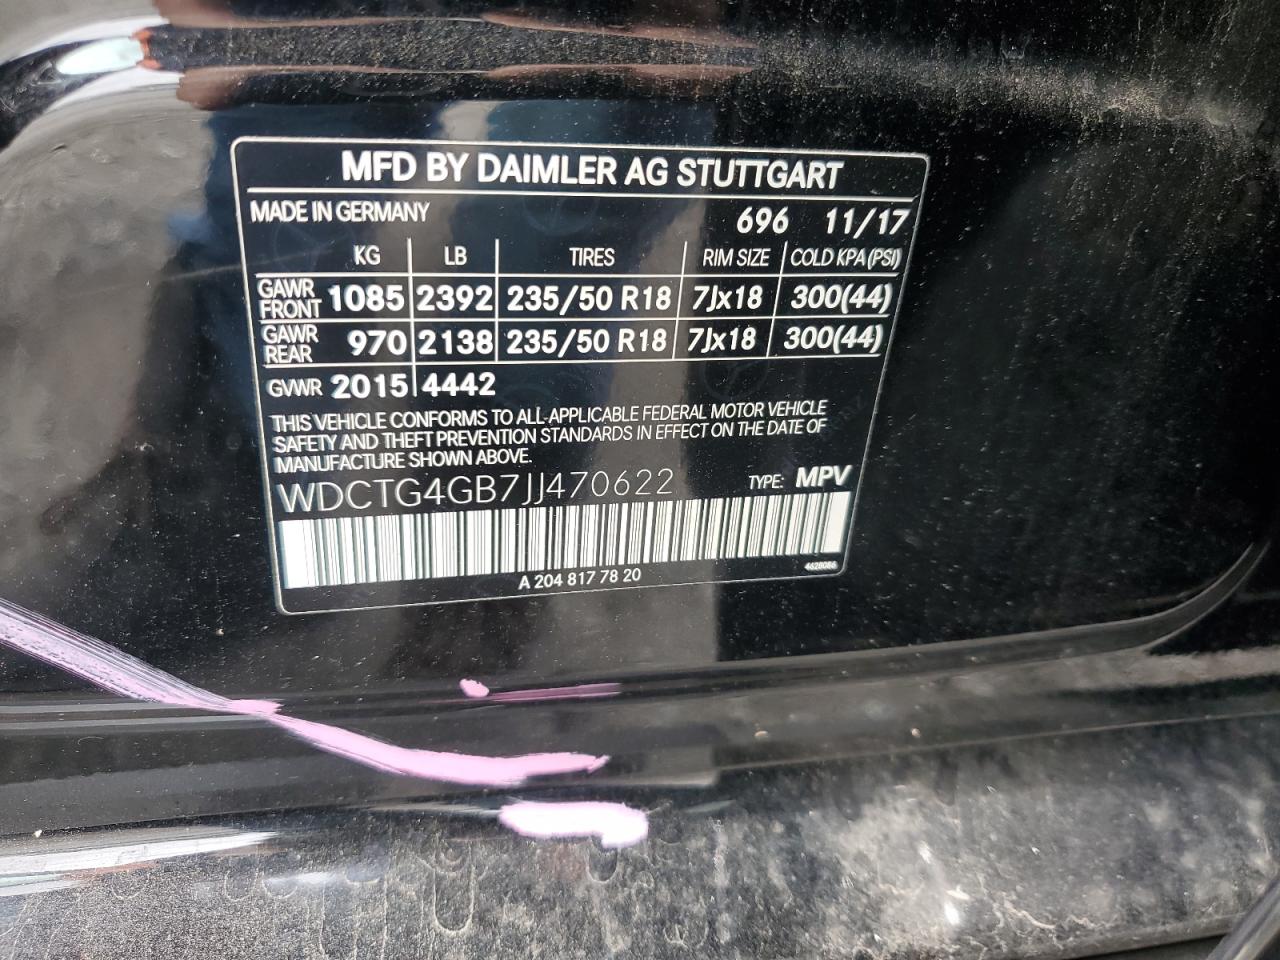 MFD BY DAIMLER AG STUTTGART
MADE IN GERMANY 696 11/17
KG LB TIRES RIM SIZE COLD KPA (PSI)
GAWR FRONT 1085 2392 235/50 R18 7Jx18 300(44)
GAWR REAR 970 2138 235/50 R18 7Jx18 300(44)
GVWR 2015 4442
THIS VEHICLE CONFORMS TO ALL APPLICABLE FEDERAL MOTOR VEHICLE
SAFETY AND THEFT PREVENTION STANDARDS IN EFFECT ON THE DATE OF
MANUFACTURE SHOWN ABOVE.
WDCTG4GB7JJ470622 TYPE: MPV
A 204 817 78 20 4628086